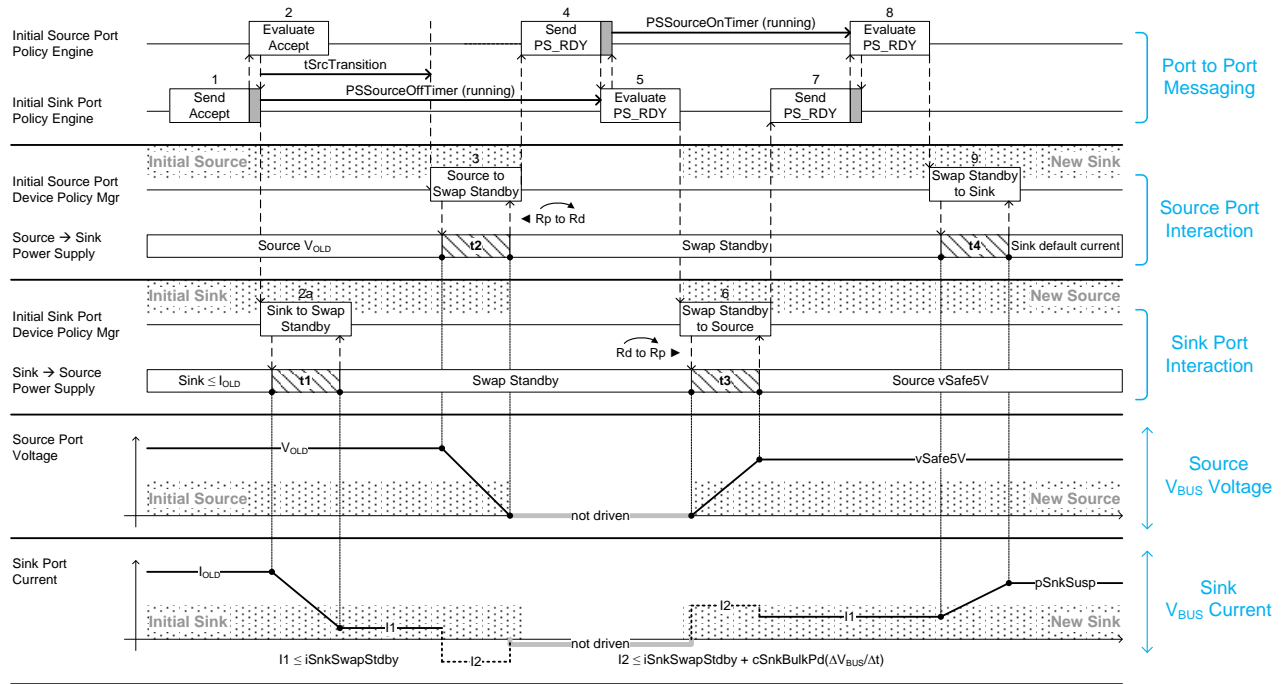 2
4
8
Initial Source Port
Policy Engine
Evaluate
Accept
Send
PS_RDY
PSSourceOnTimer (running)
Evaluate
PS_RDY
tSrcTransition
1
5
7
Port to Port
Messaging
Initial Sink Port
Policy Engine
Send
Accept
PSSourceOffTimer (running)
Evaluate
PS_RDY
Send
PS_RDY
Initial Source
3
9
New Sink
Initial Source Port
Device Policy Mgr
Source to
Swap Standby
Swap Standby
to Sink
◄ Rp to Rd
Source Port
Interaction
Source → Sink
Power Supply
Source VOLD
t2
Swap Standby
t4
Sink default current
Initial Sink
2a
6
New Source
Initial Sink Port
Device Policy Mgr
Sink to Swap
Standby
Swap Standby
to Source
Rd to Rp ►
Sink Port
Interaction
Sink → Source
Power Supply
Sink ≤ IOLD
t1
Swap Standby
t3
Source vSafe5V
Source Port
Voltage
VOLD
vSafe5V
Initial Source
New Source
not driven
Source
VBUS Voltage
Sink Port
Current
IOLD
pSnkSusp
I2
I1
I1
Initial Sink
New Sink
not driven
I2
I1 ≤ iSnkSwapStdby
I2 ≤ iSnkSwapStdby + cSnkBulkPd(ΔVBUS/Δt)
Sink
VBUS Current